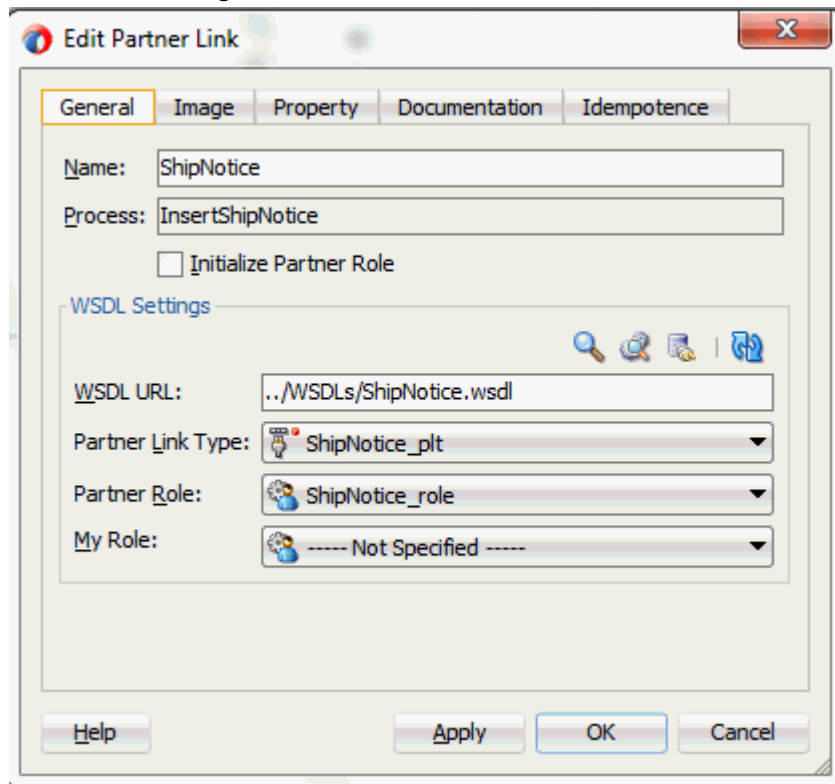 Edit Partner Link
General Image Property Documentation Idempotence
Name: ShipNotice
Process: InsertShipNotice
Initialize Partner Role
WSDL Settings
WSDL URL: ../WSDLs/ShipNotice.wsdl
Partner Link Type: ShipNotice_plt
Partner Role: ShipNotice_role
My Role: ----- Not Specified -----
Help Apply OK Cancel